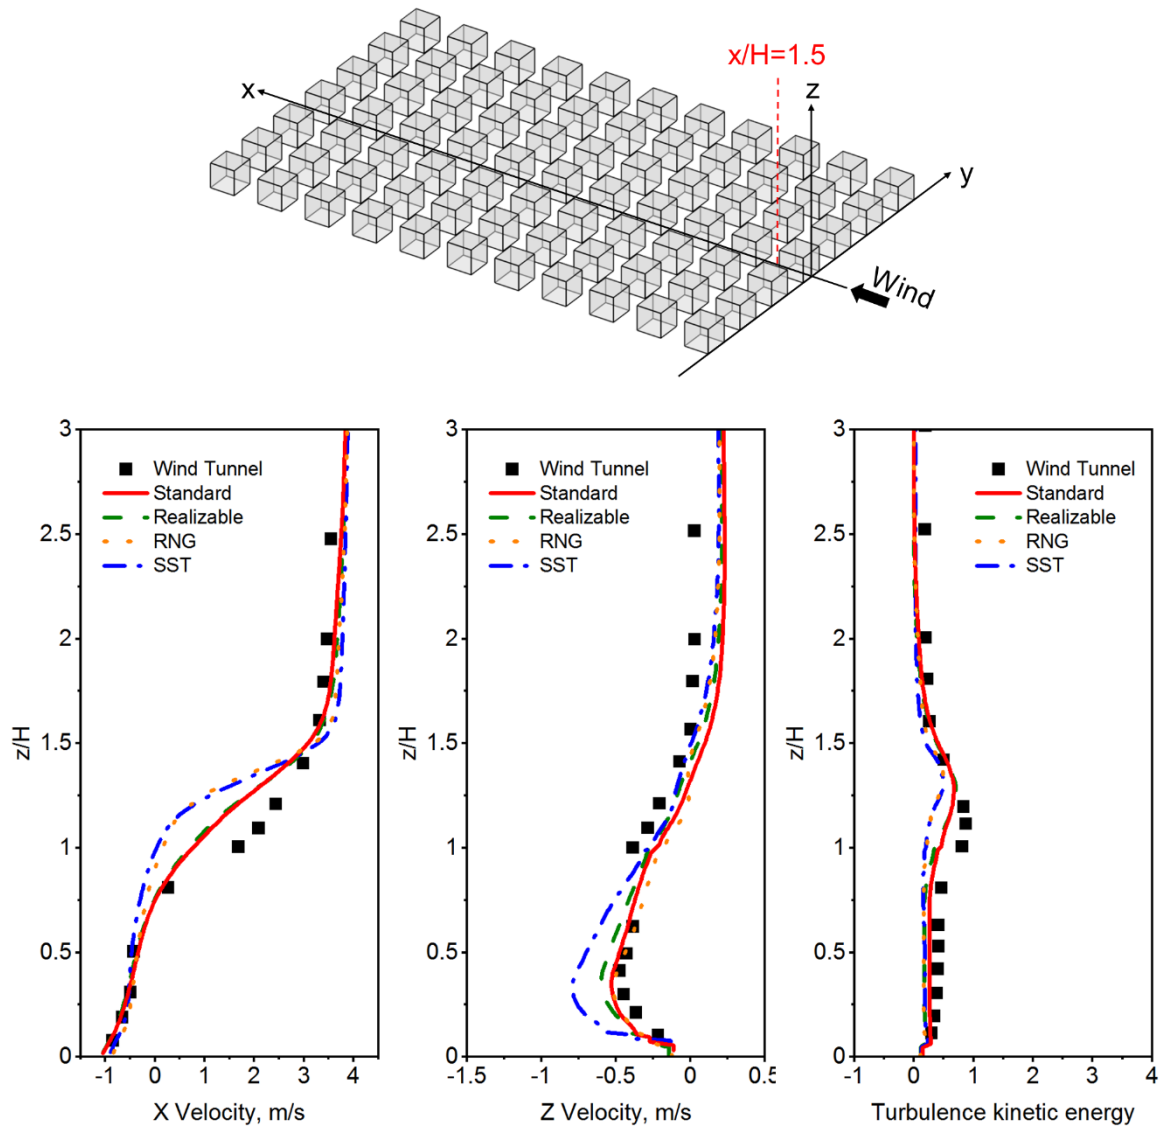 x/H=1.5
z
x
y
Wind
3
2.5
2
1.5
1
0.5
0
z/H
Wind Tunnel
Standard
Realizable
RNG
SST
-1 0 1 2 3 4
X Velocity, m/s
3
2.5
2
1.5
1
0.5
0
z/H
Wind Tunnel
Standard
Realizable
RNG
SST
-1.5 -1 -0.5 0 0.5
Z Velocity, m/s
3
2.5
2
1.5
1
0.5
0
z/H
Wind Tunnel
Standard
Realizable
RNG
SST
-1 0 1 2 3 4
Turbulence kinetic energy